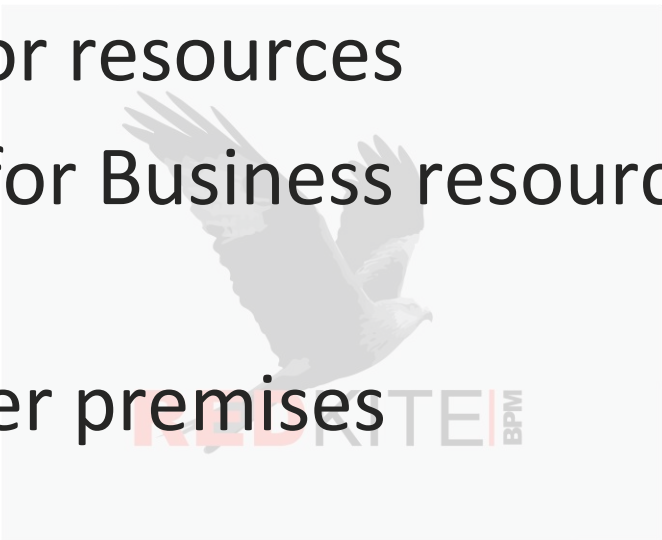 or resources
for Business resourc
er premises
REDKITE BPM